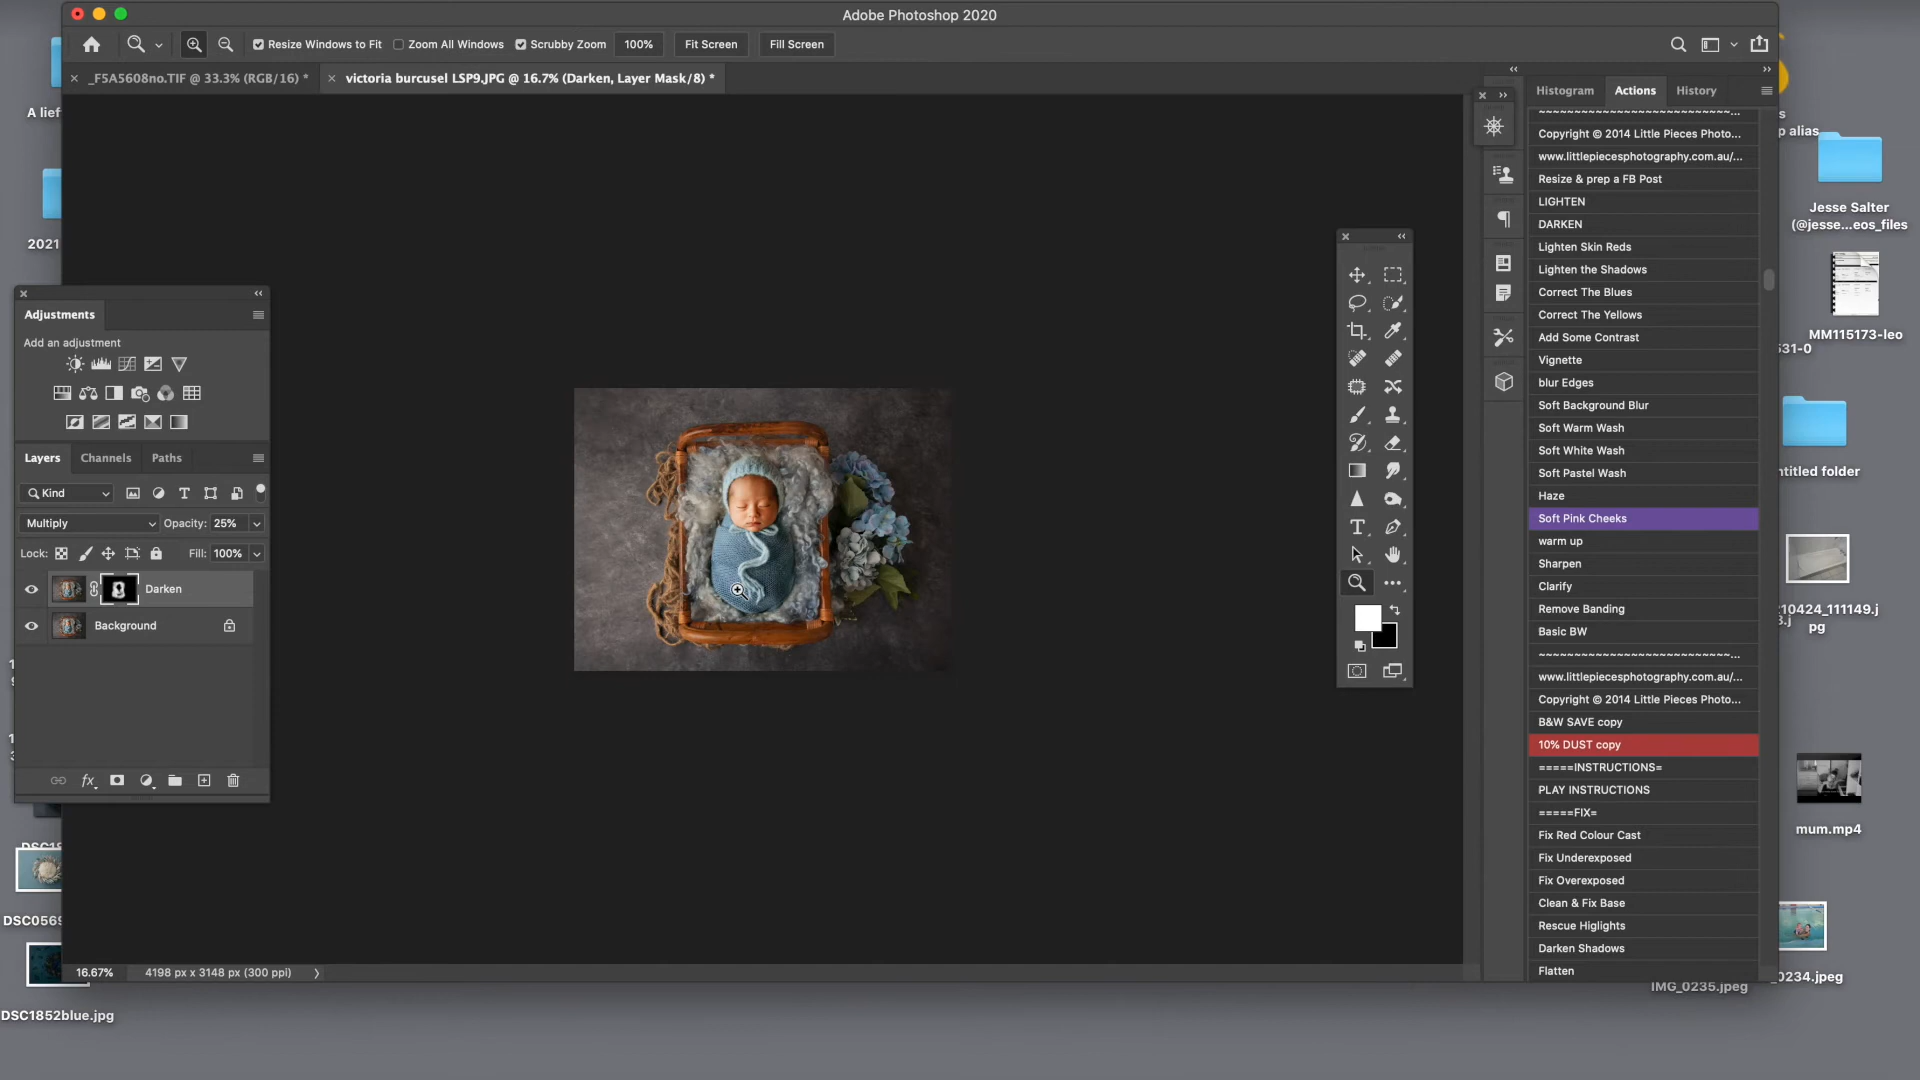 Adobe Photoshop 2020
Resize Windows to Fit
Zoom All Windows
Scrubby Zoom
100%
Fit Screen
Fill Screen
_F5A5608no.TIF @ 33.3% (RGB/16) *
victoria burcusel LSP9.JPG @ 16.7% (Darken, Layer Mask/8) *
Histogram
Actions
History
Copyright © 2014 Little Pieces Photo...
www.littlepiecesphotography.com.au/...
Resize & prep a FB Post
LIGHTEN
DARKEN
Lighten Skin Reds
Lighten the Shadows
Correct The Blues
Correct The Yellows
Add Some Contrast
Vignette
blur Edges
Soft Background Blur
Soft Warm Wash
Soft White Wash
Soft Pastel Wash
Haze
Soft Pink Cheeks
warm up
Sharpen
Clarify
Remove Banding
Basic BW
~~~~~~~~~~~~~~~~~~~~~~~~~~~...
www.littlepiecesphotography.com.au/...
Copyright © 2014 Little Pieces Photo...
B&W SAVE copy
10% DUST copy
=====INSTRUCTIONS=
PLAY INSTRUCTIONS
=====FIX=
Fix Red Colour Cast
Fix Underexposed
Fix Overexposed
Clean & Fix Base
Rescue Higlights
Darken Shadows
Flatten
Adjustments
Add an adjustment
Layers
Channels
Paths
Kind
Multiply
Opacity: 25%
Lock:
Fill: 100%
Darken
Background
16.67%
4198 px x 3148 px (300 ppi)
A lief
2021
DSC1852blue.jpg
p alias
Jesse Salter
(@jesse...eos_files
MM115173-leo
531-0
ntitled folder
210424_111149.j
pg
mum.mp4
_0234.jpeg
IMG_0235.jpeg